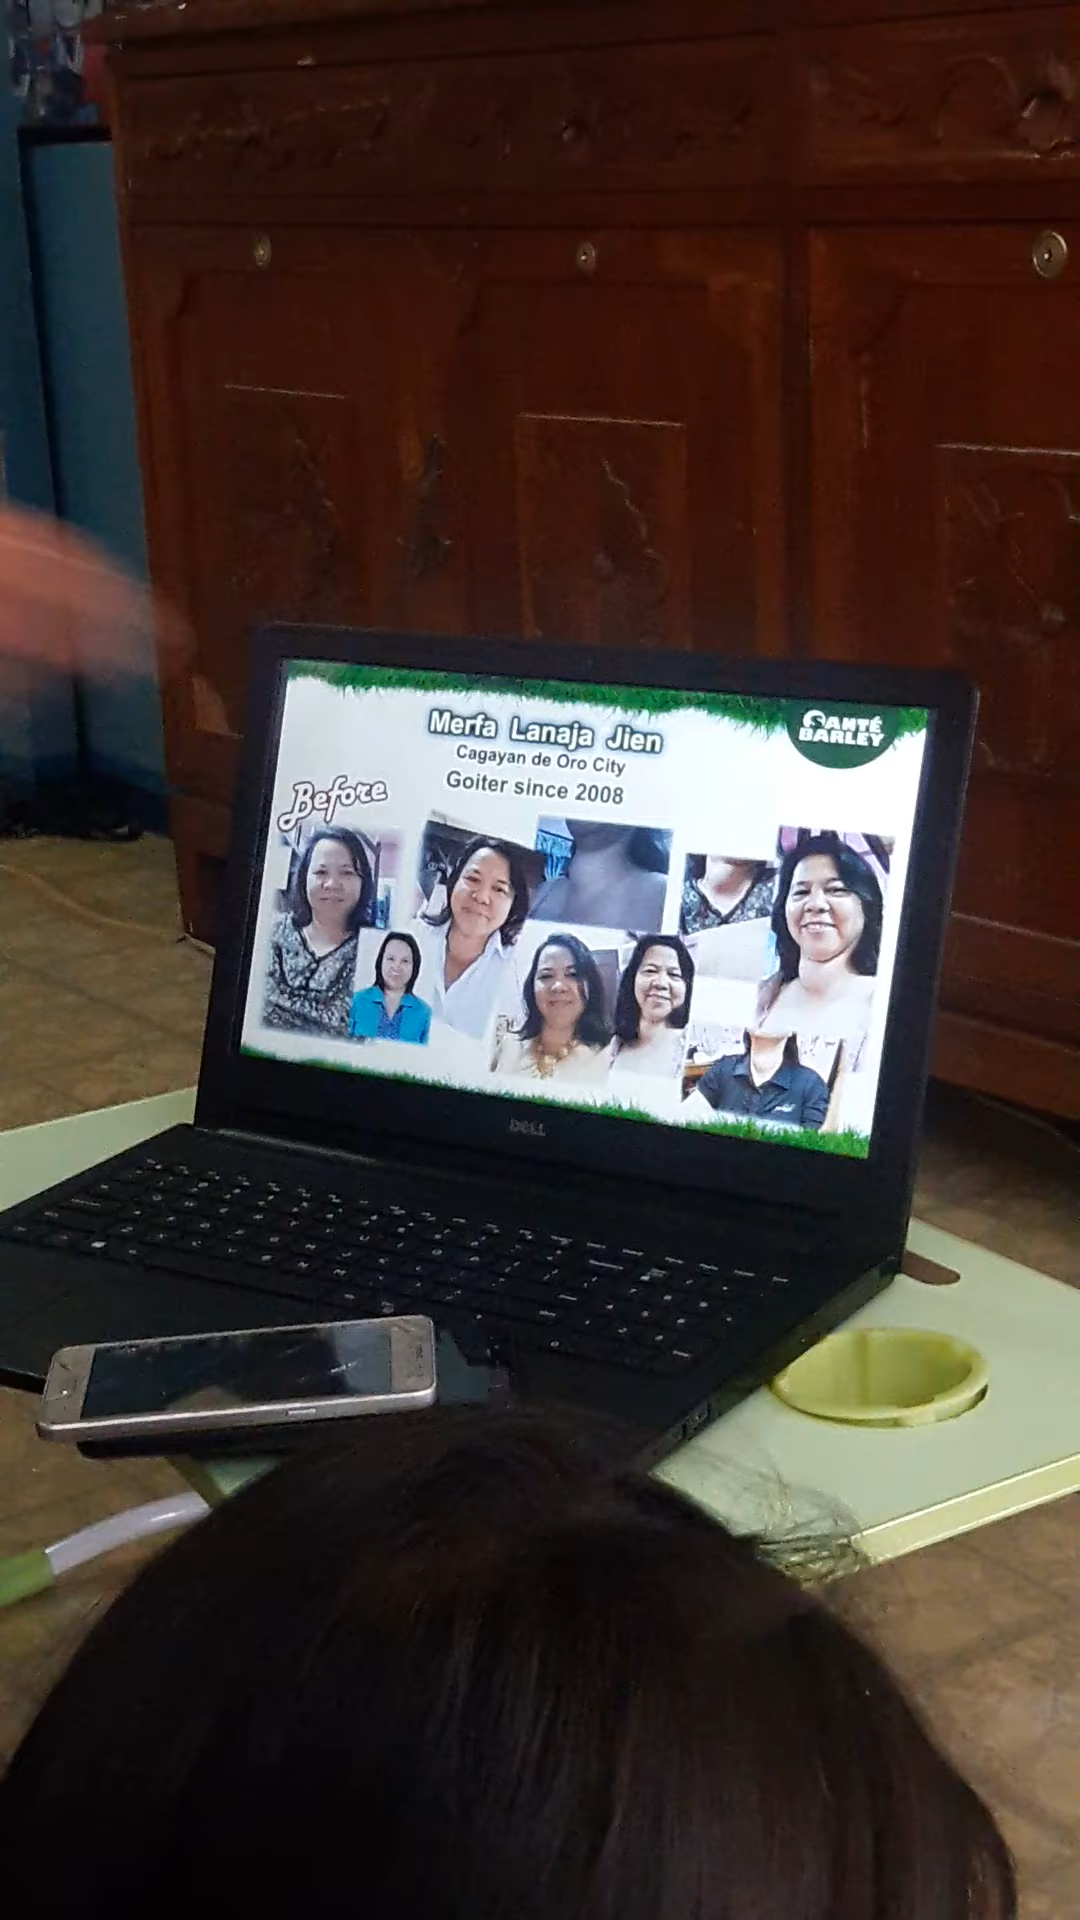 Merfa Lanaja Jien
Cagayan de Oro City
Goiter since 2008
SANTÉ
BARLEY
Before
DELL